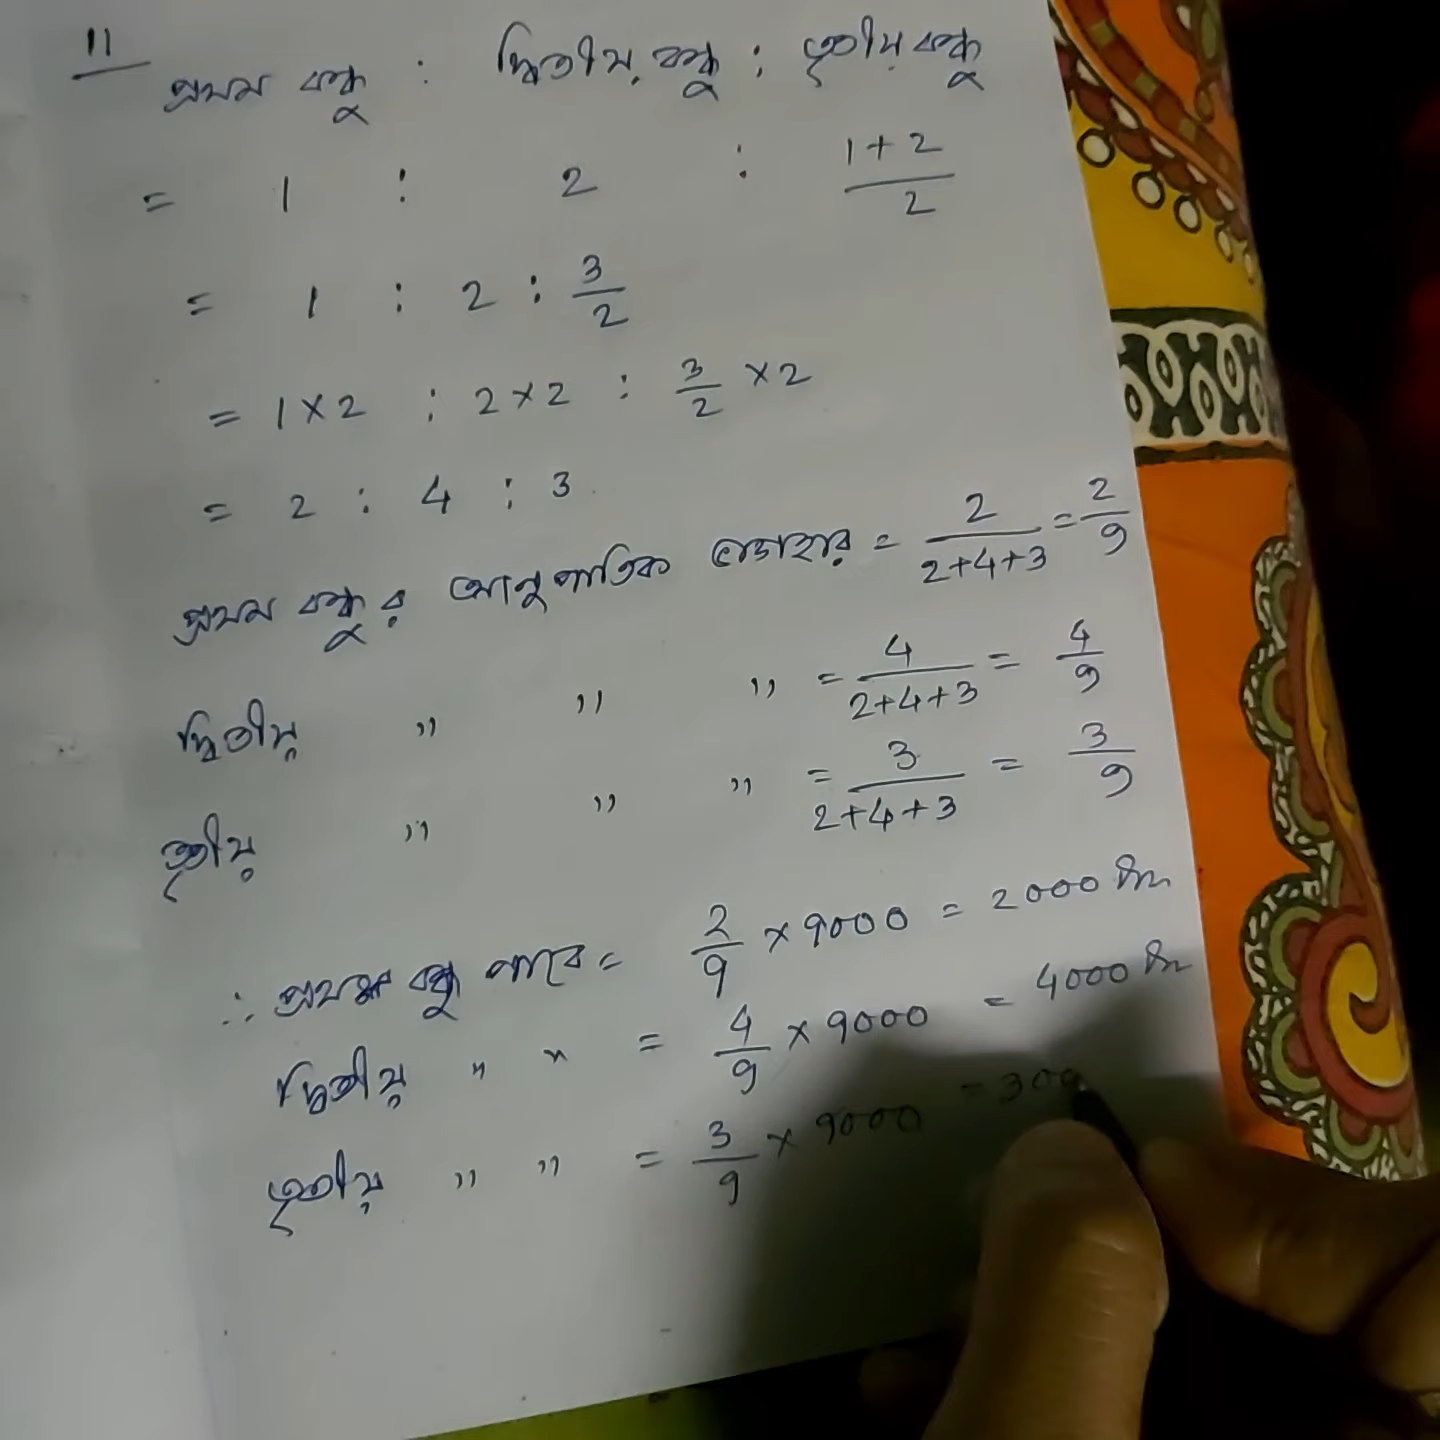 11
প্রথম বন্ধু : দ্বিতীয় বন্ধু : তৃতীয় বন্ধু
= 1 : 2 : (1+2)/2
= 1 : 2 : 3/2
= 1×2 : 2×2 : 3/2 ×2
= 2 : 4 : 3
প্রথম বন্ধুর আনুপাতিক ভাগহার = 2/(2+4+3) = 2/9
দ্বিতীয় " " " = 4/(2+4+3) = 4/9
তৃতীয় " " " = 3/(2+4+3) = 3/9
∴ প্রথম বন্ধু পাবে = 2/9 × 9000 = 2000 টাকা
দ্বিতীয় " " = 4/9 × 9000 = 4000 টাকা
তৃতীয় " " = 3/9 × 9000 = 300